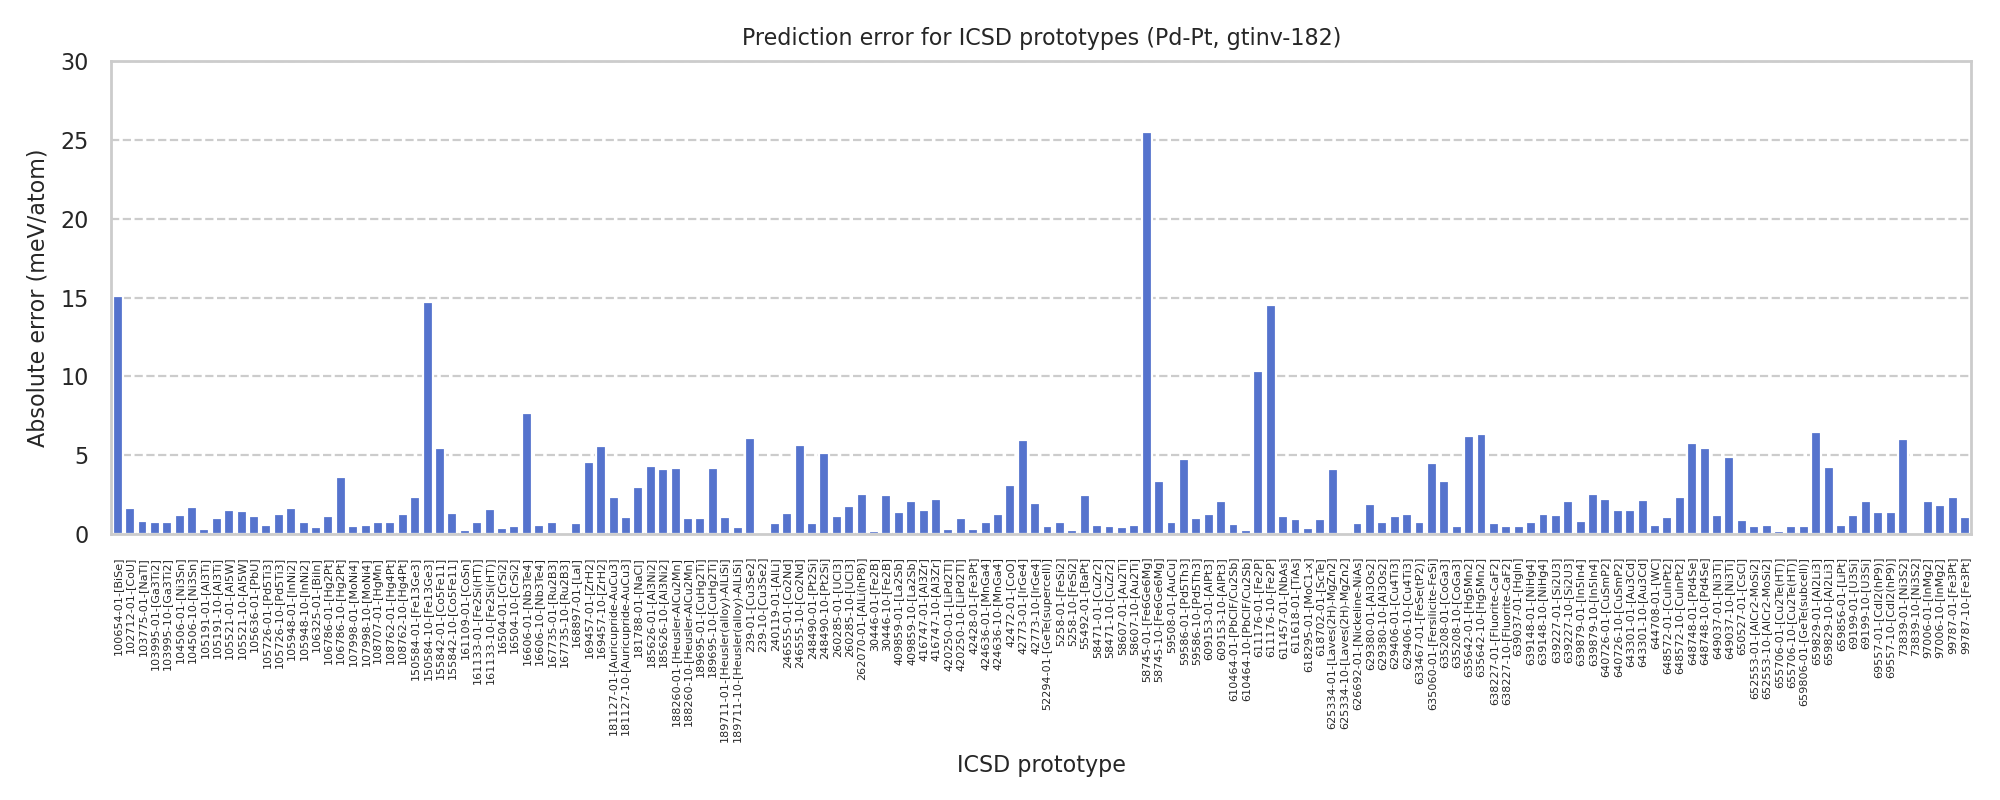 Prediction error for ICSD prototypes (Pd-Pt, gtinv-182)
Absolute error (meV/atom)
30
25
20
15
10
5
0
100654-01-[BiSe]
102712-01-[CoU]
103775-01-[NaTl]
103995-01-[Ga3Ti2]
103995-10-[Ga3Ti2]
104506-01-[Ni3Sn]
104506-10-[Ni3Sn]
105191-01-[Al3Ti]
105191-10-[Al3Ti]
105521-01-[Al5W]
105521-10-[Al5W]
105636-01-[PbU]
105726-01-[Pd5Ti3]
105726-10-[Pd5Ti3]
105948-01-[InNi2]
105948-10-[InNi2]
106325-01-[BiIn]
106786-01-[Hg2Pt]
106786-10-[Hg2Pt]
107998-01-[MoNi4]
107998-10-[MoNi4]
108707-01-[HgMn]
108762-01-[Hg4Pt]
108762-10-[Hg4Pt]
150584-01-[Fe13Ge3]
150584-10-[Fe13Ge3]
155842-01-[Co5Fe11]
155842-10-[Co5Fe11]
161109-01-[CoSn]
161133-01-[Fe2Si(HT)]
161133-10-[Fe2Si(HT)]
16504-01-[CrSi2]
16504-10-[CrSi2]
16606-01-[Nb3Te4]
16606-10-[Nb3Te4]
167735-01-[Ru2B3]
167735-10-[Ru2B3]
168897-01-[LaI]
169457-01-[ZrH2]
169457-10-[ZrH2]
181127-01-[Auricupride-AuCu3]
181127-10-[Auricupride-AuCu3]
181788-01-[NaCl]
185626-01-[Al3Ni2]
185626-10-[Al3Ni2]
188260-01-[Heusler-AlCu2Mn]
188260-10-[Heusler-AlCu2Mn]
189695-01-[CuHg2Ti]
189695-10-[CuHg2Ti]
189711-01-[Heusler(alloy)-AlLiSi]
189711-10-[Heusler(alloy)-AlLiSi]
239-01-[Cu3Se2]
239-10-[Cu3Se2]
240119-01-[AlLi]
246555-01-[Co2Nd]
246555-10-[Co2Nd]
248490-01-[Pt2Si]
248490-10-[Pt2Si]
260285-01-[UCl3]
260285-10-[UCl3]
262070-01-[AlLi(hP8)]
30446-01-[Fe2B]
30446-10-[Fe2B]
409859-01-[La2Sb]
409859-10-[La2Sb]
416747-01-[Al3Zr]
416747-10-[Al3Zr]
420250-01-[LiPd2Tl]
420250-10-[LiPd2Tl]
42428-01-[Fe3Pt]
424636-01-[MnGa4]
424636-10-[MnGa4]
42472-01-[CoO]
42773-01-[IrGe4]
42773-10-[IrGe4]
52294-01-[GeTe(supercell)]
5258-01-[FeSi2]
5258-10-[FeSi2]
55492-01-[BaPt]
58471-01-[CuZr2]
58471-10-[CuZr2]
58607-01-[Au2Ti]
58607-10-[Au2Ti]
58745-01-[Fe6Ge6Mg]
58745-10-[Fe6Ge6Mg]
59508-01-[AuCu]
59586-01-[Pd5Th3]
59586-10-[Pd5Th3]
609153-01-[AlPt3]
609153-10-[AlPt3]
610464-01-[PbClF/Cu2Sb]
610464-10-[PbClF/Cu2Sb]
611176-01-[Fe2P]
611176-10-[Fe2P]
611457-01-[NbAs]
611618-01-[TiAs]
618295-01-[MoC1-x]
618702-01-[ScTe]
625334-01-[Laves(2H)-MgZn2]
625334-10-[Laves(2H)-MgZn2]
626692-01-[Nickeline-NiAs]
629380-01-[Al3Os2]
629380-10-[Al3Os2]
629406-01-[Cu4Ti3]
629406-10-[Cu4Ti3]
633467-01-[FeSe(tP2)]
635060-01-[Fersilicite-FeSi]
635208-01-[CoGa3]
635208-10-[CoGa3]
635642-01-[Hg5Mn2]
635642-10-[Hg5Mn2]
638227-01-[Fluorite-CaF2]
638227-10-[Fluorite-CaF2]
639037-01-[HgIn]
639148-01-[NiHg4]
639148-10-[NiHg4]
639227-01-[Si2U3]
639227-10-[Si2U3]
639879-01-[In5In4]
639879-10-[In5In4]
640726-01-[CuSmP2]
640726-10-[CuSmP2]
643301-01-[Au3Cd]
643301-10-[Au3Cd]
644708-01-[WC]
648572-01-[CuInPt2]
648572-10-[CuInPt2]
648748-01-[Pd4Se]
648748-10-[Pd4Se]
649037-01-[Ni3Ti]
649037-10-[Ni3Ti]
650527-01-[CsCl]
652553-01-[AlCr2-MoSi2]
652553-10-[AlCr2-MoSi2]
655706-01-[Cu2Te(HT)]
655706-10-[Cu2Te(HT)]
659806-01-[GeTe(subcell)]
659829-01-[Al2Li3]
659829-10-[Al2Li3]
659856-01-[LiPt]
69199-01-[U3Si]
69199-10-[U3Si]
69557-01-[CdI2(hP9)]
69557-10-[CdI2(hP9)]
73839-01-[Ni3S2]
73839-10-[Ni3S2]
97006-01-[InMg2]
97006-10-[InMg2]
99787-01-[Fe3Pt]
99787-10-[Fe3Pt]
ICSD prototype